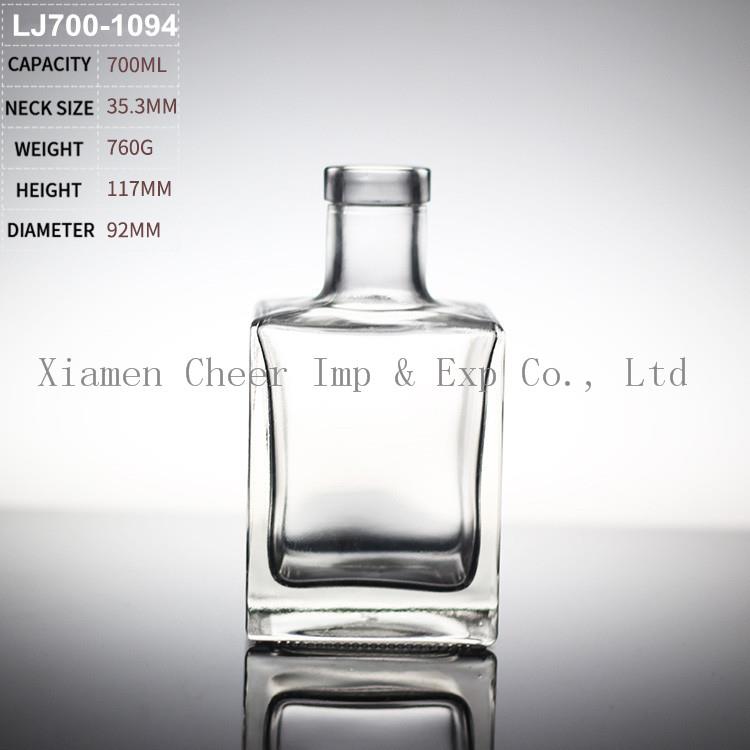 LJ700-1094
CAPACITY 700ML
NECK SIZE 35.3MM
WEIGHT 760G
HEIGHT 117MM
DIAMETER 92MM
Xiamen Cheer Imp & Exp Co., Ltd